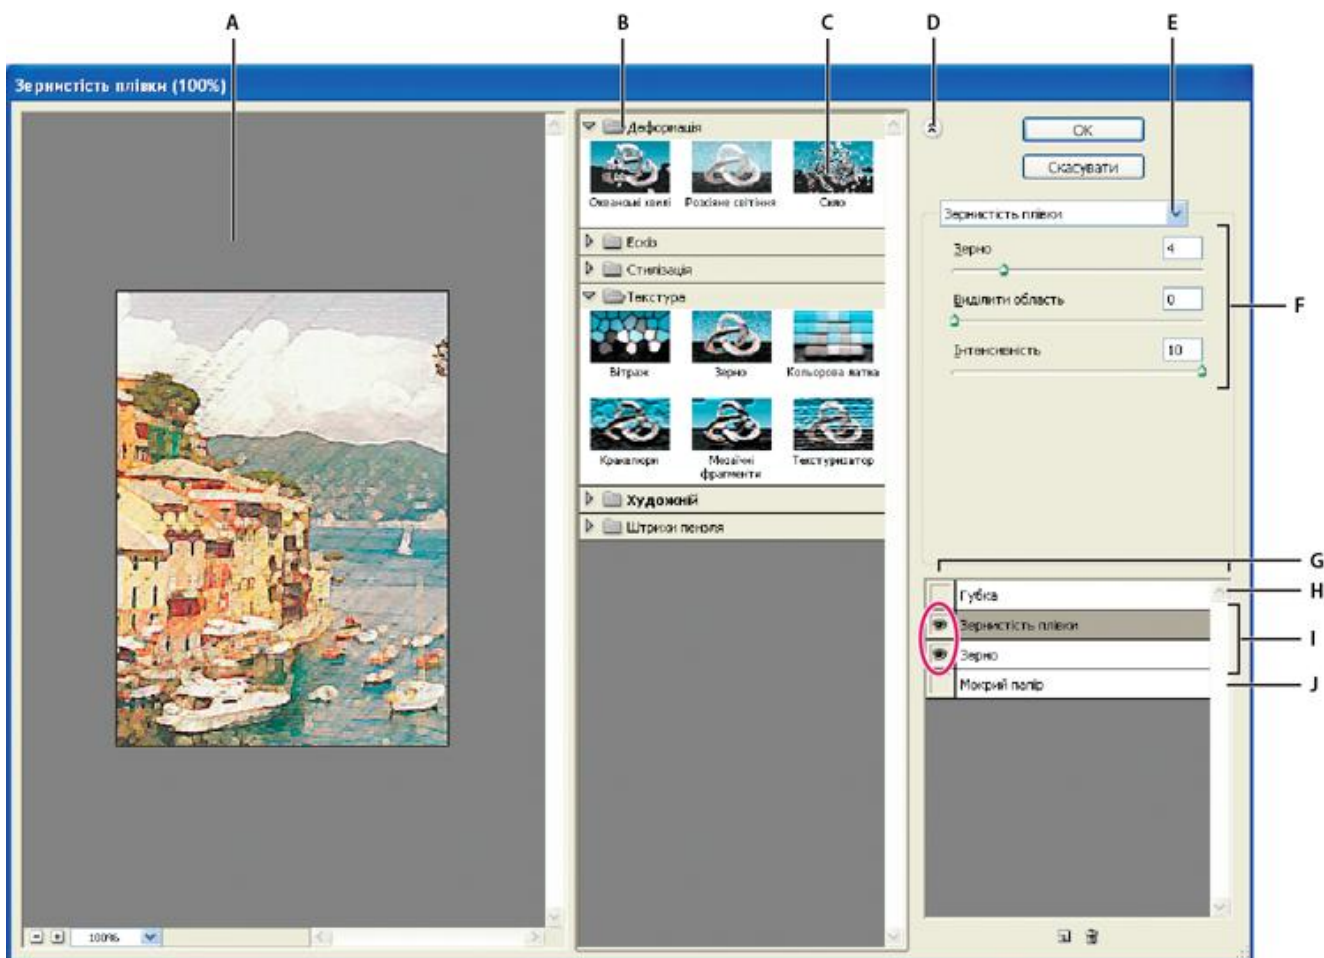 A B C D E
Зернистість плівки (100%)
Деформація
Океанські хвилі Розсіяне світіння Скло
Ескіз
Стилізація
Текстура
Вітраж Зерно Кольорова латка
Кракелюри Мозаїчні фрагменти Текстуризатор
Художній
Штрихи пензля
OK
Скасувати
Зернистість плівки
Зерно 4
Виділити область 0
Інтенсивність 10
F
G
Губка H
Зернистість плівки
I
Зерно
Мокрий папір J
100%